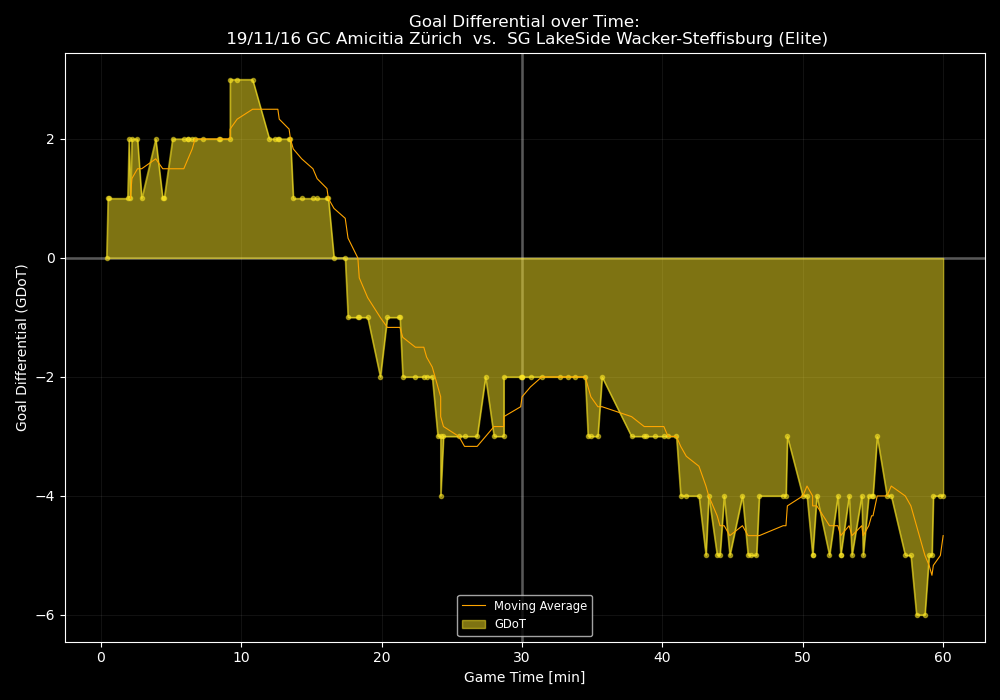 Goal Differential over Time:
19/11/16 GC Amicitia Zürich  vs.  SG LakeSide Wacker-Steffisburg (Elite)
Goal Differential (GDoT)
2
0
−2
−4
−6
Moving Average
GDoT
0
10
20
30
40
50
60
Game Time [min]